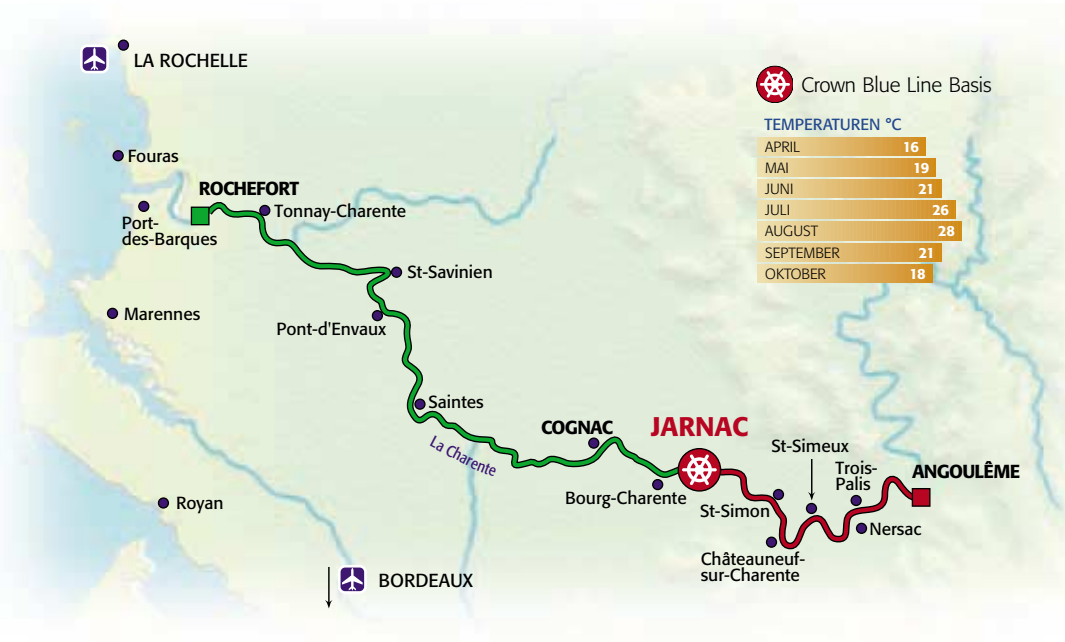 LA ROCHELLE
Crown Blue Line Basis
TEMPERATUREN °C
APRIL 16
MAI 19
JUNI 21
JULI 26
AUGUST 28
SEPTEMBER 21
OKTOBER 18
Fouras
ROCHEFORT
Tonnay-Charente
Port-
des-Barques
St-Savinien
Marennes
Pont-d'Envaux
Saintes
La Charente
COGNAC
JARNAC
Bourg-Charente
St-Simeux
Trois-
Palis
ANGOULÊME
St-Simon
Nersac
Châteauneuf-
sur-Charente
Royan
BORDEAUX